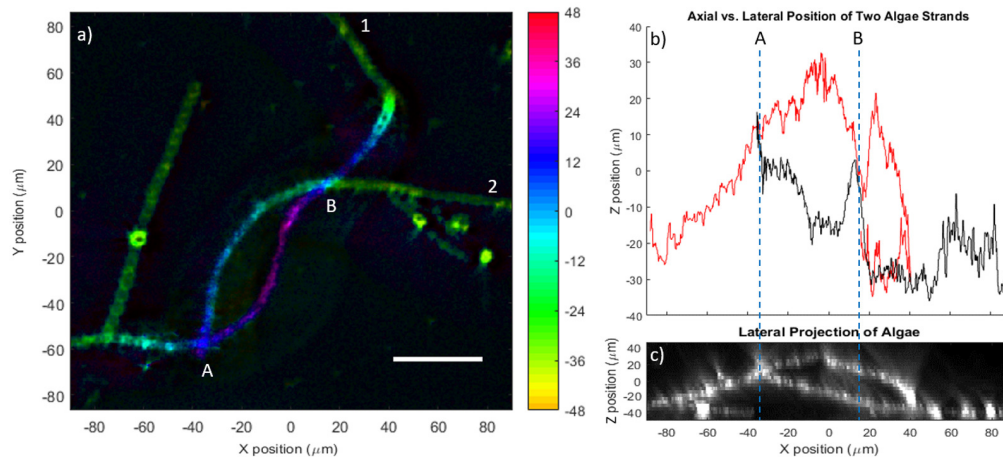 a)
1
2
A
B
80
60
40
20
0
-20
-40
-60
-80
Y position (μm)
-80 -60 -40 -20 0 20 40 60 80
X position (μm)
48
36
24
12
0
-12
-24
-36
-48
Axial vs. Lateral Position of Two Algae Strands
b)
A B
40
30
20
10
0
-10
-20
-30
-40
Z position (μm)
Lateral Projection of Algae
c)
40
20
0
-20
-40
Z position (μm)
-80 -60 -40 -20 0 20 40 60 80
X position (μm)